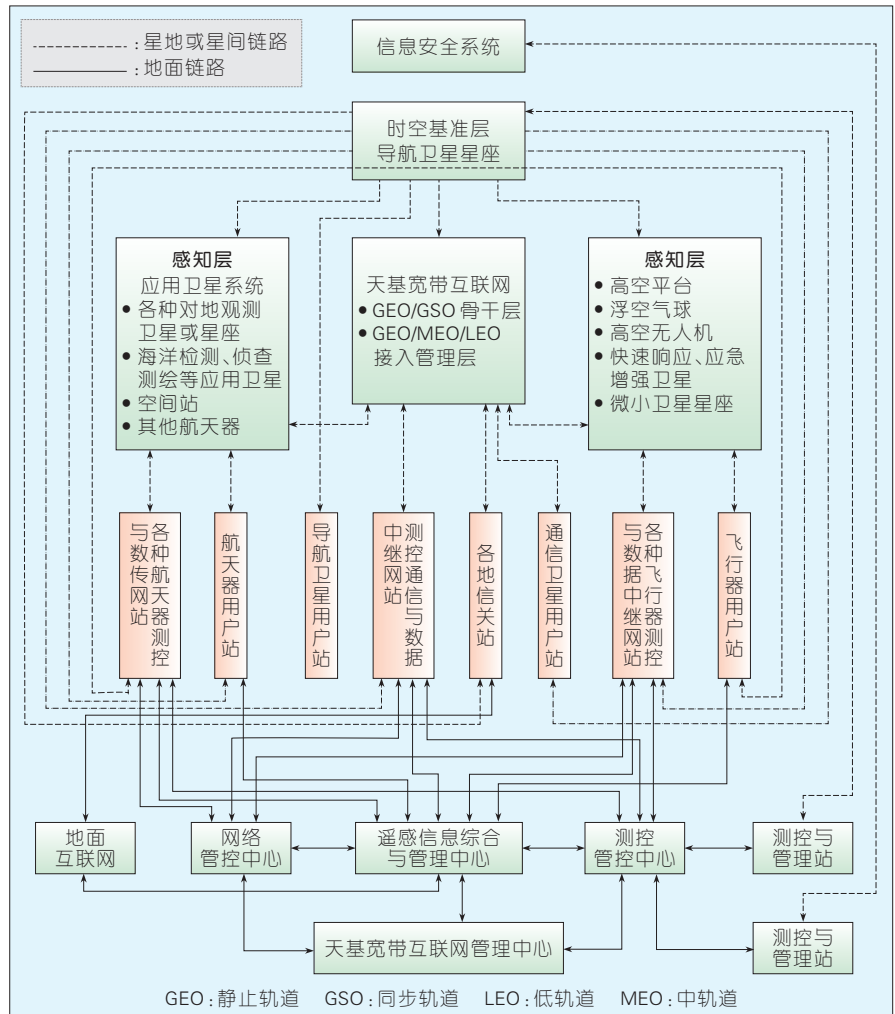 ：星地或星间链路
：地面链路
信息安全系统
时空基准层
导航卫星星座
感知层
应用卫星系统
● 各种对地观测
卫星或星座
● 海洋检测、侦查
测绘等应用卫星
● 空间站
● 其他航天器
天基宽带互联网
● GEO/GSO 骨干层
● GEO/MEO/LEO
接入管理层
感知层
● 高空平台
● 浮空气球
● 高空无人机
● 快速响应、应急
增强卫星
● 微小卫星星座
各种航天器测控
与数传网站
航天器用户站
导航卫星用户站
测控通信与数据
中继网站
各地信关站
通信卫星用户站
各种飞行器测控
与数据中继网站
飞行器用户站
地面
互联网
网络
管控中心
遥感信息综合
与管理中心
测控
管控中心
测控与
管理站
天基宽带互联网管理中心
测控与
管理站
GEO：静止轨道 GSO：同步轨道 LEO：低轨道 MEO：中轨道